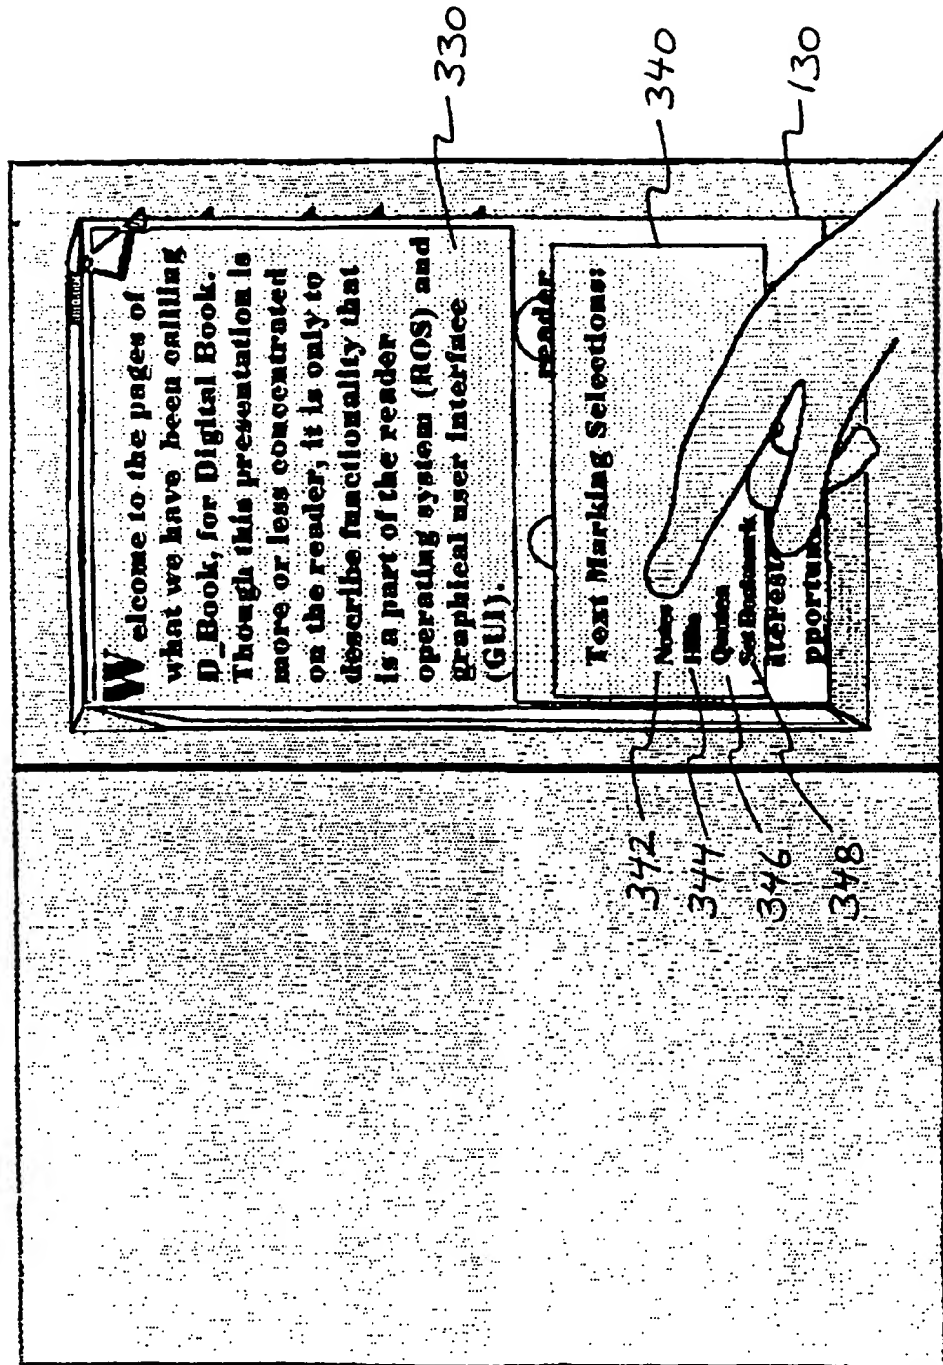 Welcome to the pages of
what we have been calling
D_Book, for Digital Book.
Though this presentation is
more or less concentrated
on the reader, it is only to
describe functionality that
is a part of the reader
operating system (ROS) and
graphical user interface
(GUI).
330
reader
Text Marking Selections:
340
Notes
Quotes
Set Bookmark
pportun
130
342
344
346
348